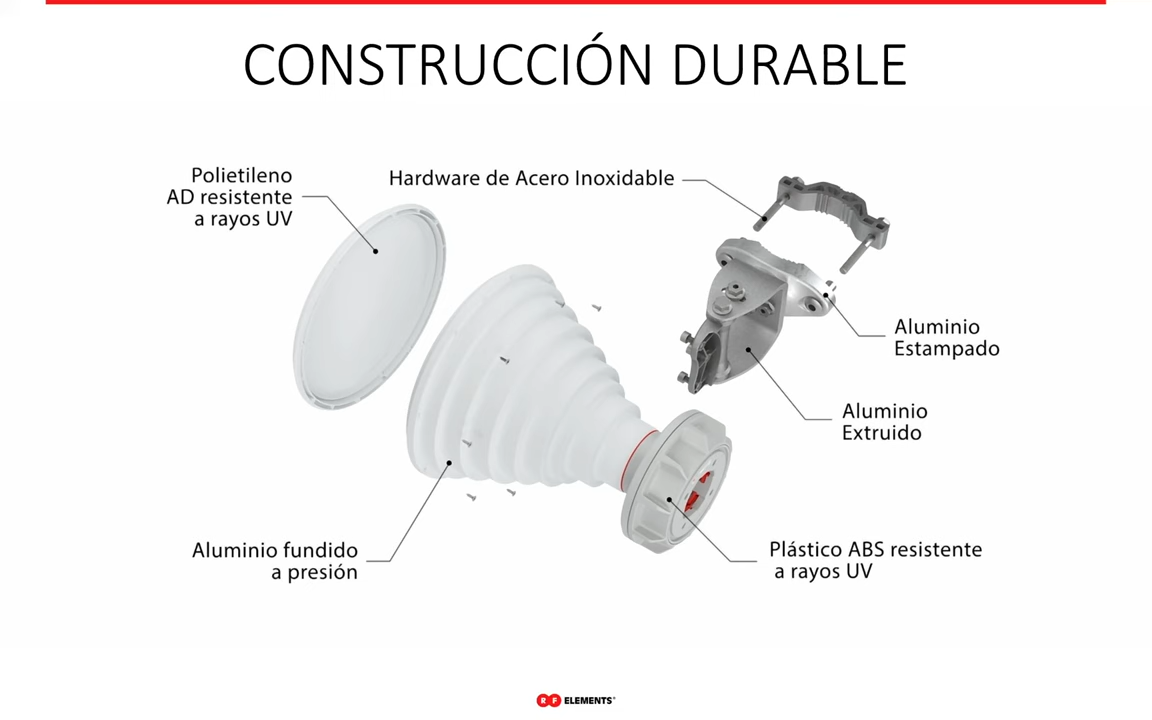 CONSTRUCCIÓN DURABLE
Polietileno
AD resistente
a rayos UV
Hardware de Acero Inoxidable
Aluminio
Estampado
Aluminio
Extruido
Aluminio fundido
a presión
Plástico ABS resistente
a rayos UV
RF ELEMENTS